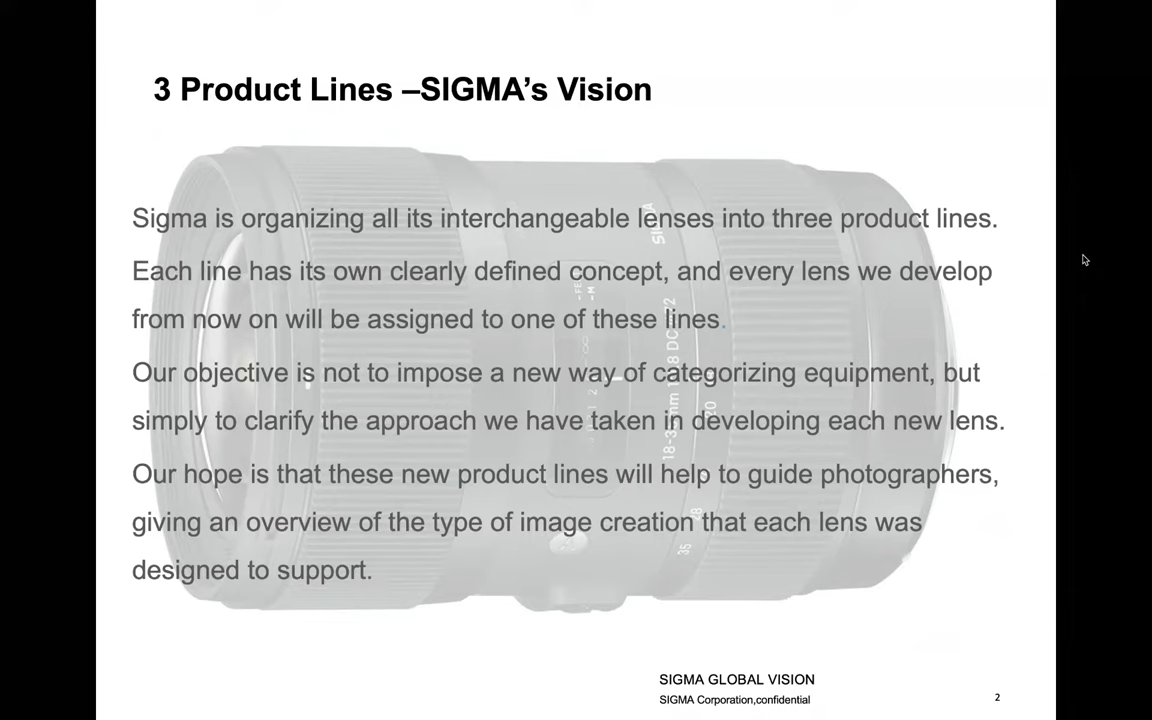 3 Product Lines –SIGMA's Vision
Sigma is organizing all its interchangeable lenses into three product lines.
Each line has its own clearly defined concept, and every lens we develop
from now on will be assigned to one of these lines.
Our objective is not to impose a new way of categorizing equipment, but
simply to clarify the approach we have taken in developing each new lens.
Our hope is that these new product lines will help to guide photographers,
giving an overview of the type of image creation that each lens was
designed to support.
SIGMA
35
SIGMA GLOBAL VISION
SIGMA Corporation,confidential
2